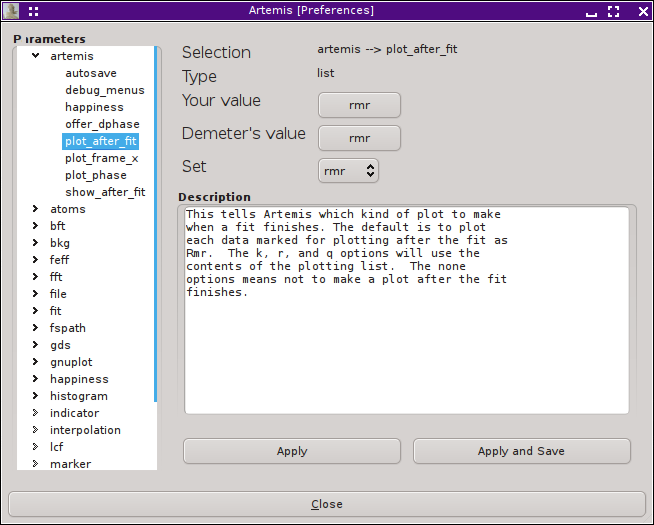 Artemis [Preferences]
Parameters
artemis
autosave
debug_menus
happiness
offer_dphase
plot_after_fit
plot_frame_x
plot_phase
show_after_fit
atoms
bft
bkg
feff
fft
file
fit
fspath
gds
gnuplot
happiness
histogram
indicator
interpolation
lcf
marker
Selection artemis --> plot_after_fit
Type list
Your value rmr
Demeter's value rmr
Set rmr
Description
This tells Artemis which kind of plot to make
when a fit finishes. The default is to plot
each data marked for plotting after the fit as
Rmr.  The k, r, and q options will use the
contents of the plotting list.  The none
options means not to make a plot after the fit
finishes.
Apply Apply and Save
Close